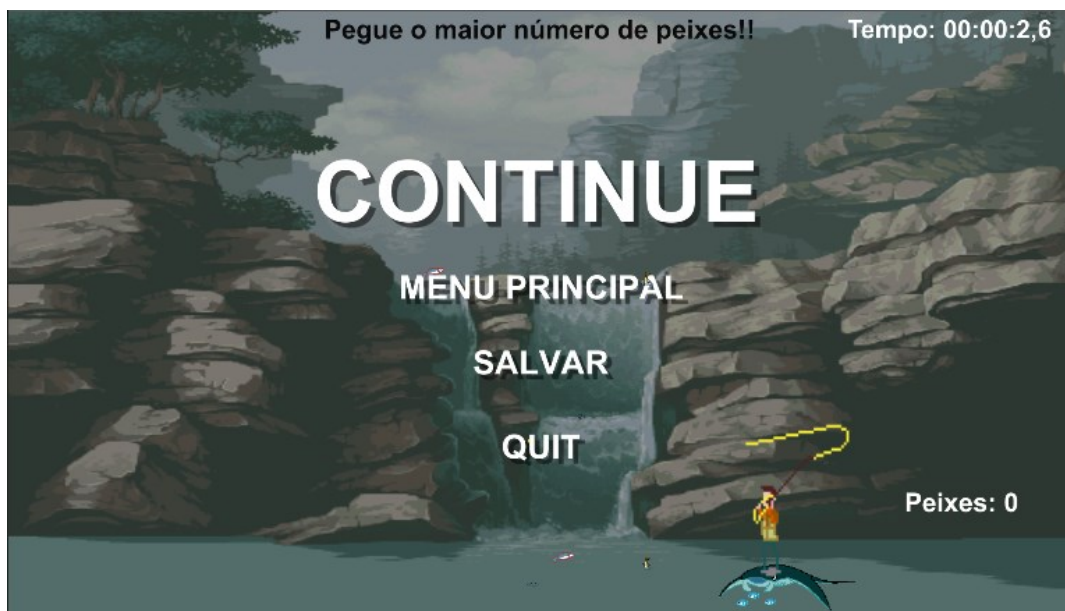 Pegue o maior número de peixes!!
Tempo: 00:00:2,6
CONTINUE
MENU PRINCIPAL
SALVAR
QUIT
Peixes: 0